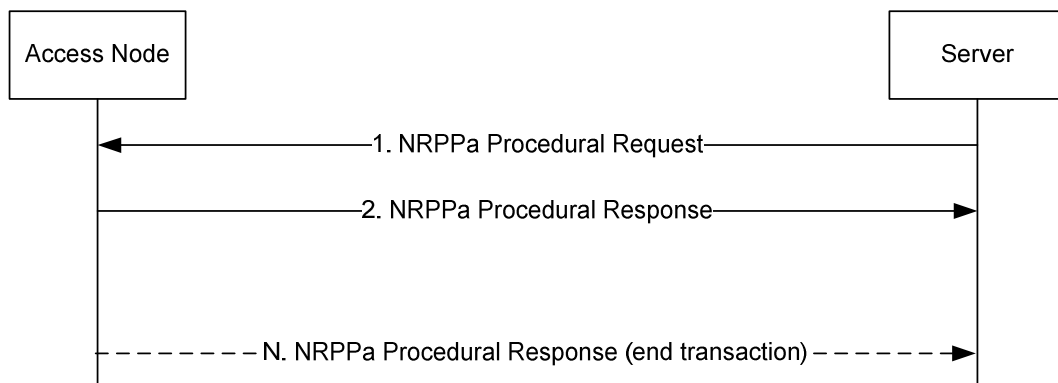 Access Node
Server
1. NRPPa Procedural Request
2. NRPPa Procedural Response
N. NRPPa Procedural Response (end transaction)